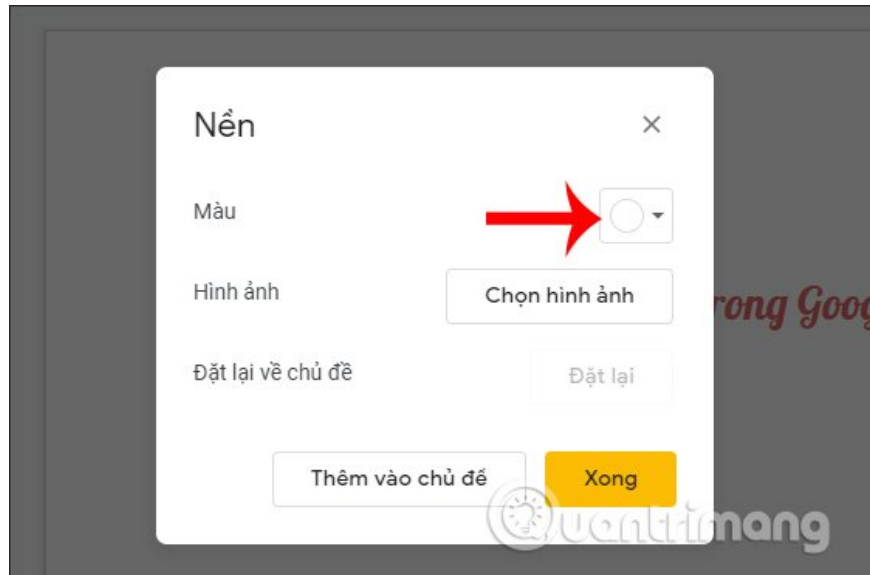 Nền
Màu
Hình ảnh
Chọn hình ảnh
rong Goog
Đặt lại về chủ đề
Đặt lại
Thêm vào chủ đề
Xong
Quantrimang